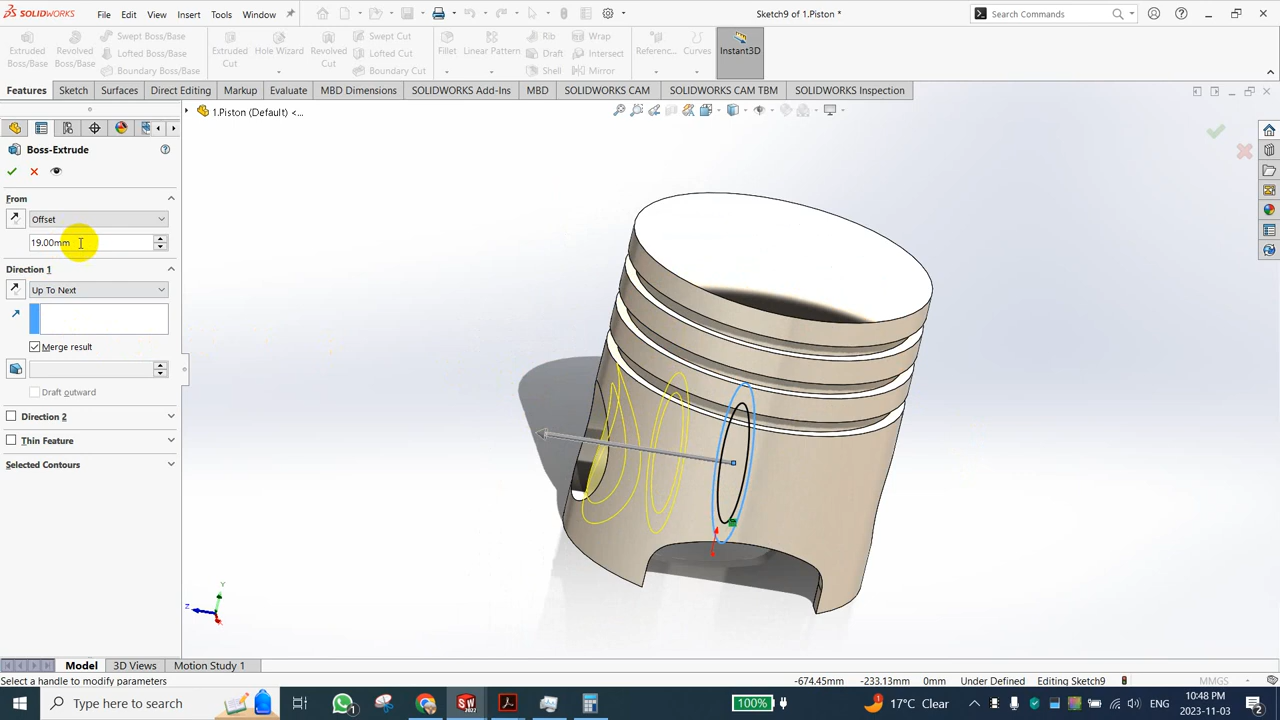 SOLIDWORKS File Edit View Insert Tools Window Sketch9 of 1.Piston * Search Commands
Extruded Boss/Base Revolved Boss/Base Swept Boss/Base Lofted Boss/Base Boundary Boss/Base Extruded Cut Hole Wizard Revolved Cut Swept Cut Lofted Cut Boundary Cut Fillet Linear Pattern Rib Draft Shell Wrap Intersect Mirror Referenc... Curves Instant3D
Features Sketch Surfaces Direct Editing Markup Evaluate MBD Dimensions SOLIDWORKS Add-Ins MBD SOLIDWORKS CAM SOLIDWORKS CAM TBM SOLIDWORKS Inspection
1.Piston (Default) <...
Boss-Extrude
From
Offset
19.00mm
Direction 1
Up To Next
Merge result
Draft outward
Direction 2
Thin Feature
Selected Contours
Y
Z
Model 3D Views Motion Study 1
Select a handle to modify parameters -674.45mm -233.13mm 0mm Under Defined Editing Sketch9 MMGS
Type here to search 1 SW 2022 100% 17°C Clear 10:48 PM
2023-11-03